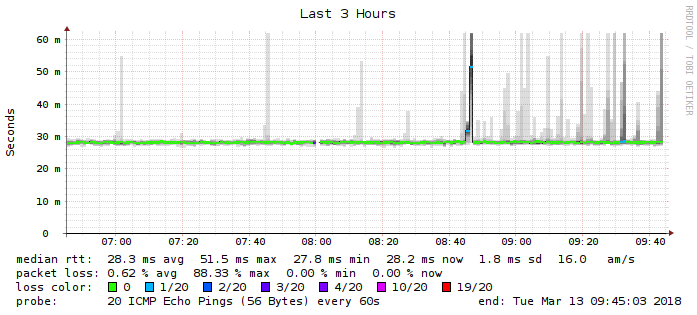 Last 3 Hours
RRDTOOL / TOBI OETIKER
Seconds
60 m
50 m
40 m
30 m
20 m
10 m
0
07:00 07:20 07:40 08:00 08:20 08:40 09:00 09:20 09:40
median rtt: 28.3 ms avg 51.5 ms max 27.8 ms min 28.2 ms now 1.8 ms sd 16.0 am/s
packet loss: 0.62 % avg 88.33 % max 0.00 % min 0.00 % now
loss color: 0 1/20 2/20 3/20 4/20 10/20 19/20
probe: 20 ICMP Echo Pings (56 Bytes) every 60s end: Tue Mar 13 09:45:03 2018